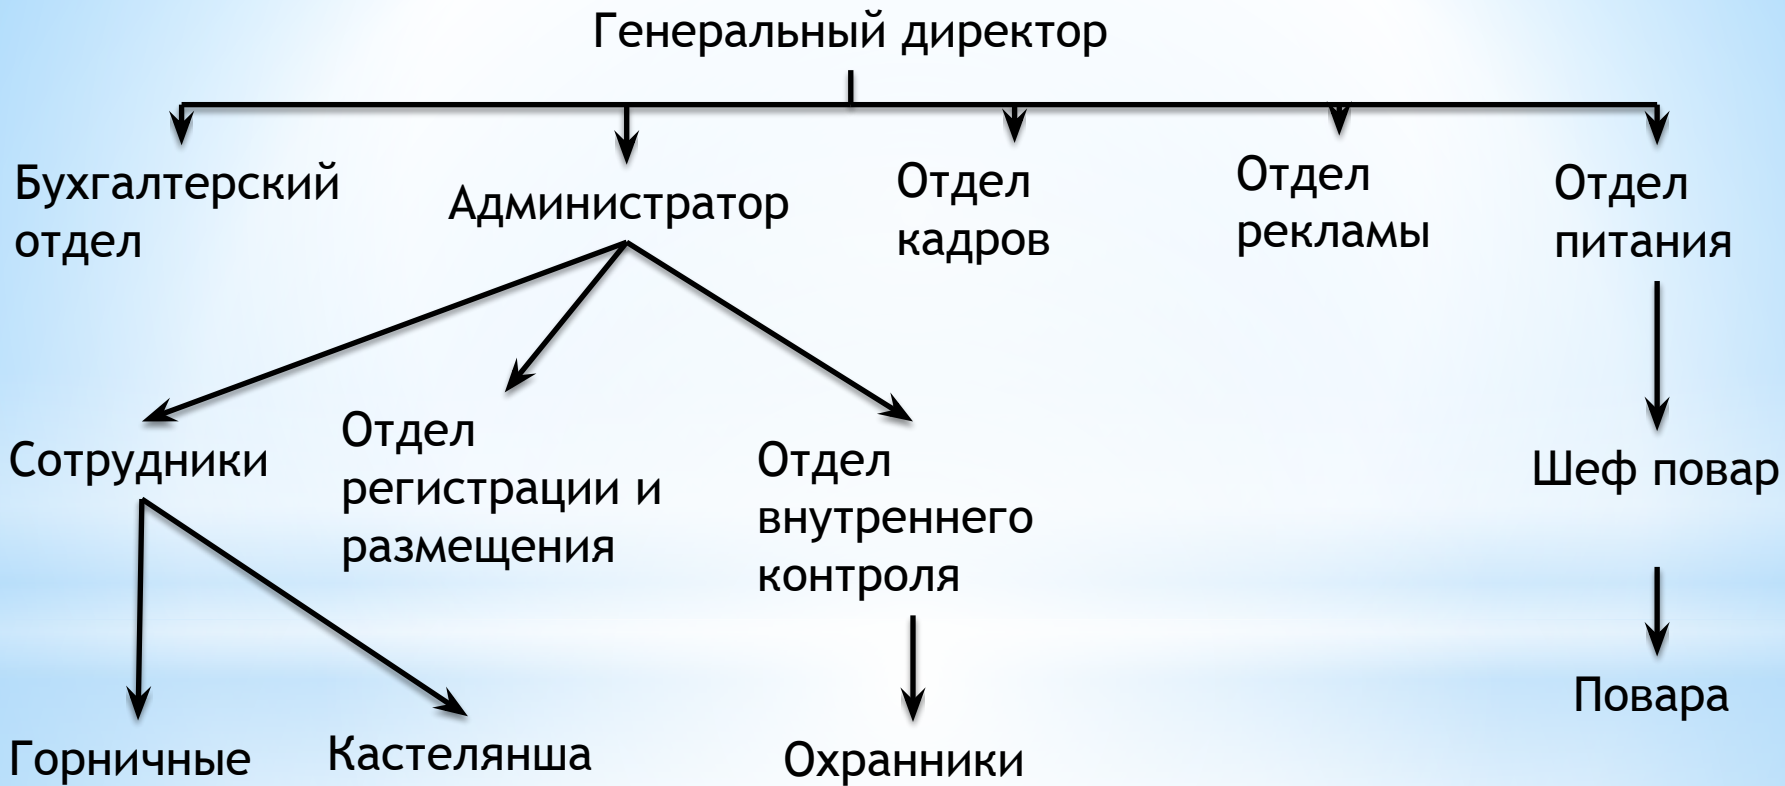 Генеральный директор
Бухгалтерский
отдел
Администратор
Отдел
кадров
Отдел
рекламы
Отдел
питания
Сотрудники
Отдел
регистрации и
размещения
Отдел
внутреннего
контроля
Шеф повар
Горничные
Кастелянша
Охранники
Повара